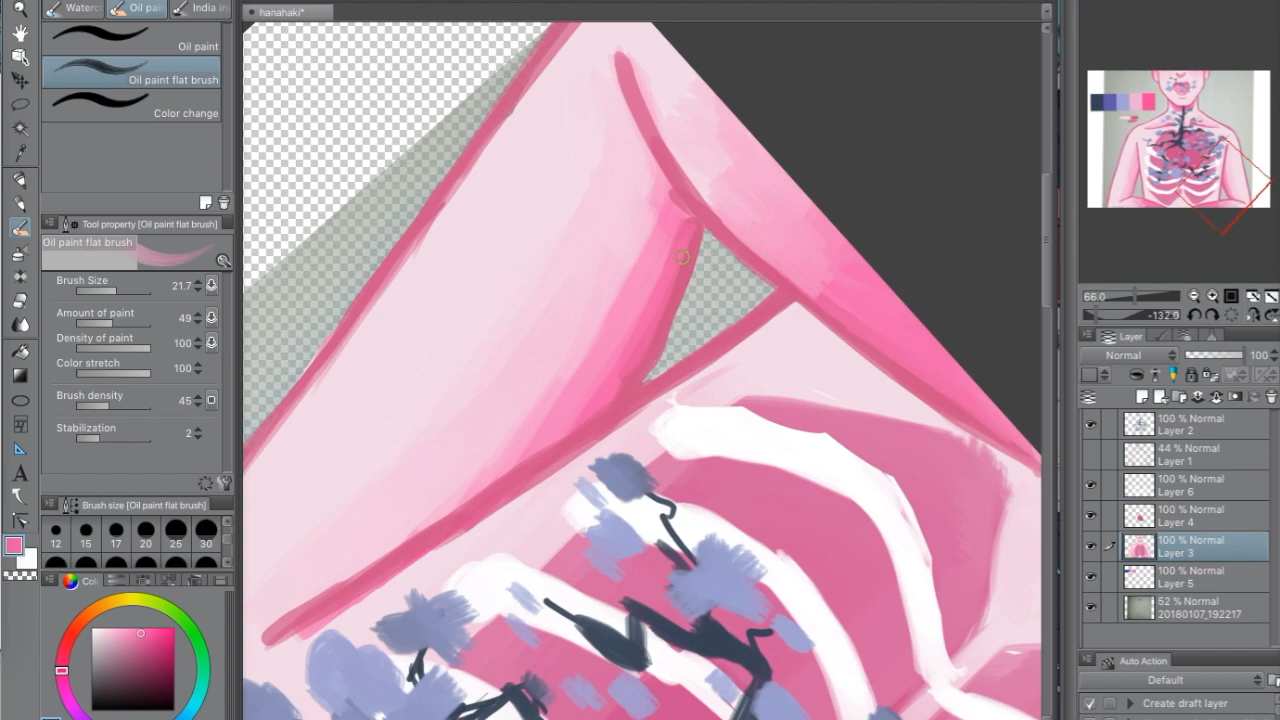 Waterc
Oil pain
India in
Oil paint
Oil paint flat brush
Color change
Tool property [Oil paint flat brush]
Oil paint flat brush
Brush Size 21.7
Amount of paint 49
Density of paint 100
Color stretch 100
Brush density 45
Stabilization 2
Brush size [Oil paint flat brush]
12 15 17 20 25 30
Col
A
hanahaki*
66.0
-132.0
Layer
Normal 100
100 % Normal
Layer 2
44 % Normal
Layer 1
100 % Normal
Layer 6
100 % Normal
Layer 4
100 % Normal
Layer 3
100 % Normal
Layer 5
52 % Normal
20180107_192217
Auto Action
Default
Create draft layer